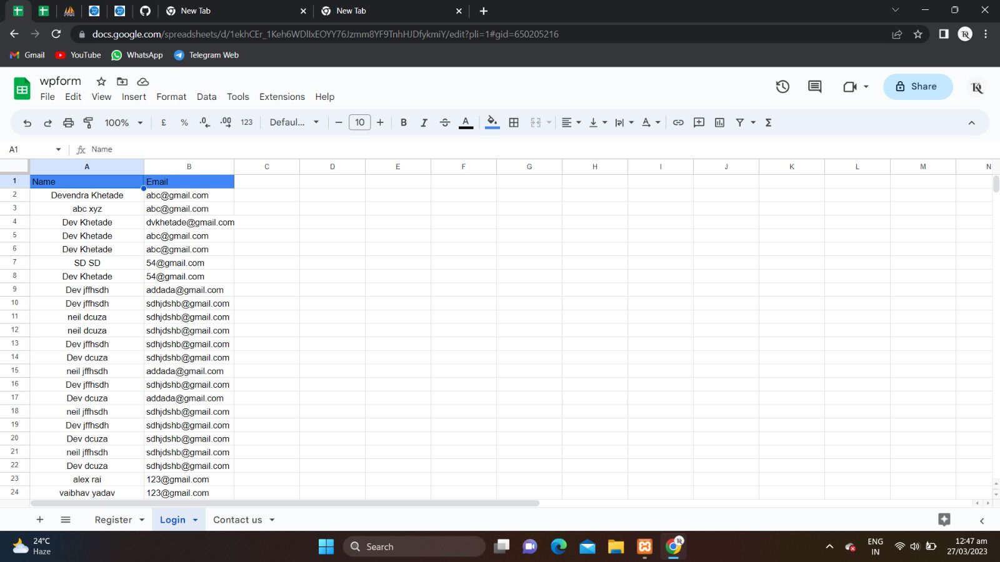 New Tab
New Tab
docs.google.com/spreadsheets/d/1ekhCEr_1Keh6WDlIxEOYY76Jzmm8YF9TnhHJDfykmiY/edit?pli=1#gid=650205216
Gmail YouTube WhatsApp Telegram Web
wpform
File Edit View Insert Format Data Tools Extensions Help
Share
100% £ % .0 .00 123 Defaul... 10 B I S A Σ
A1 fx Name
A B C D E F G H I J K L M N
1 Name Email
2 Devendra Khetade abc@gmail.com
3 abc xyz abc@gmail.com
4 Dev Khetade dvkhetade@gmail.com
5 Dev Khetade abc@gmail.com
6 Dev Khetade abc@gmail.com
7 SD SD 54@gmail.com
8 Dev Khetade 54@gmail.com
9 Dev jffhsdh addada@gmail.com
10 Dev jffhsdh sdhjdshb@gmail.com
11 neil dcuza sdhjdshb@gmail.com
12 neil dcuza sdhjdshb@gmail.com
13 Dev jffhsdh sdhjdshb@gmail.com
14 Dev dcuza sdhjdshb@gmail.com
15 neil jffhsdh addada@gmail.com
16 Dev jffhsdh sdhjdshb@gmail.com
17 Dev dcuza addada@gmail.com
18 neil jffhsdh sdhjdshb@gmail.com
19 Dev jffhsdh sdhjdshb@gmail.com
20 Dev dcuza sdhjdshb@gmail.com
21 neil jffhsdh sdhjdshb@gmail.com
22 Dev dcuza sdhjdshb@gmail.com
23 alex rai 123@gmail.com
24 vaibhav yadav 123@gmail.com
Register Login Contact us
24°C
Haze
Search
ENG
IN
12:47 am
27/03/2023